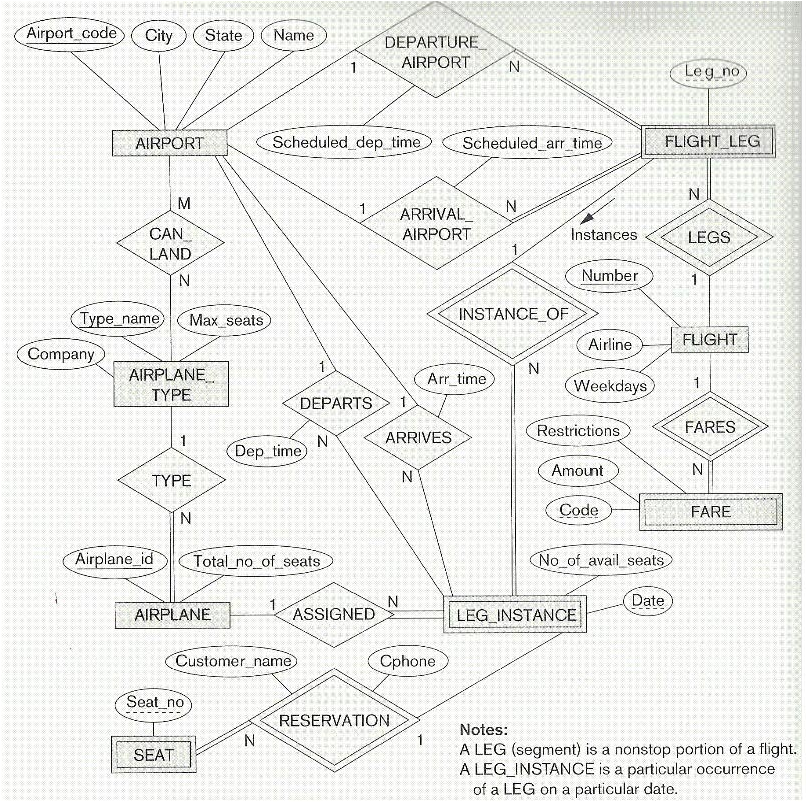 Airport_code
City
State
Name
DEPARTURE_
AIRPORT
1
N
Leg_no
Scheduled_dep_time
Scheduled_arr_time
AIRPORT
FLIGHT_LEG
M
CAN_
LAND
N
1
ARRIVAL_
AIRPORT
N
Instances
N
LEGS
1
1
INSTANCE_OF
N
Number
FLIGHT
Airline
Weekdays
Type_name
Max_seats
Company
AIRPLANE_
TYPE
1
DEPARTS
N
Dep_time
Arr_time
1
ARRIVES
N
1
FARES
N
Restrictions
Amount
Code
FARE
1
TYPE
N
Airplane_id
Total_no_of_seats
AIRPLANE
1
ASSIGNED
N
LEG_INSTANCE
No_of_avail_seats
Date
Customer_name
Cphone
Seat_no
SEAT
N
RESERVATION
1
Notes:
A LEG (segment) is a nonstop portion of a flight.
A LEG_INSTANCE is a particular occurrence
of a LEG on a particular date.